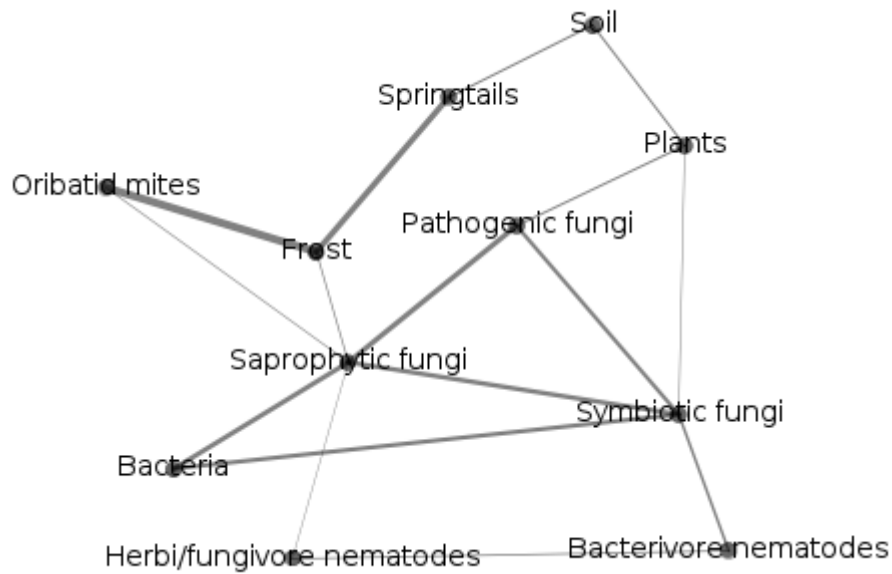 Soil
Springtails
Plants
Oribatid mites
Pathogenic fungi
Frost
Saprophytic fungi
Symbiotic fungi
Bacteria
Herbi/fungivore nematodes
Bacterivore nematodes